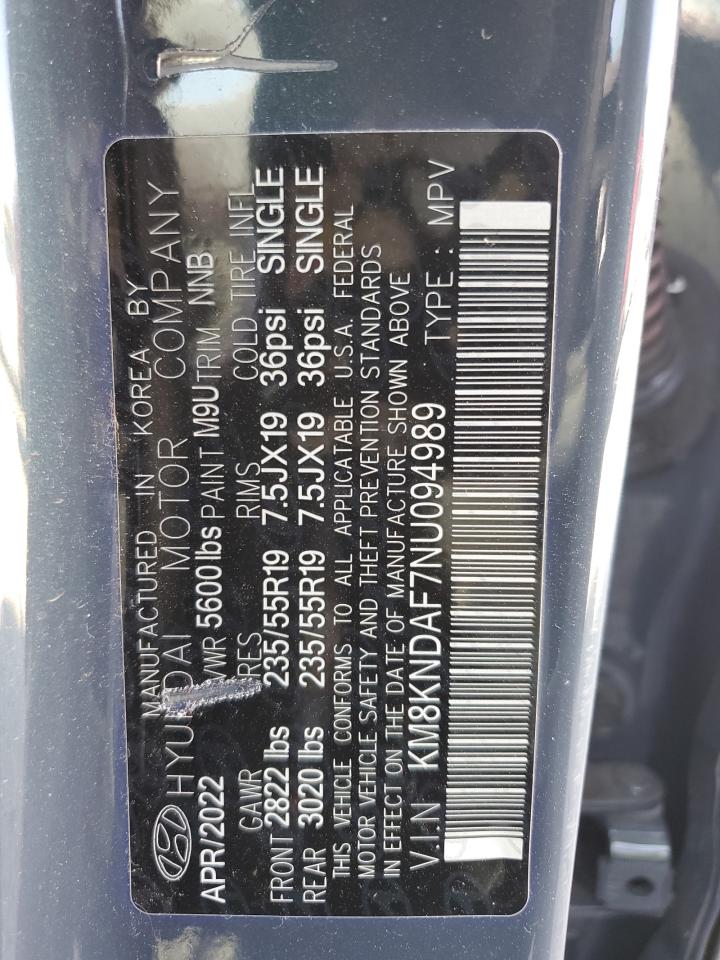 MANUFACTURED IN KOREA BY
HYUNDAI MOTOR COMPANY
APR/2022 GVWR 5600lbs PAINT M9U TRIM NNB
GAWR TIRES RIMS COLD TIRE INFL
FRONT 2822 lbs 235/55R19 7.5JX19 36psi SINGLE
REAR 3020 lbs 235/55R19 7.5JX19 36psi SINGLE
THIS VEHICLE CONFORMS TO ALL APPLICATABLE U.S.A. FEDERAL
MOTOR VEHICLE SAFETY AND THEFT PREVENTION STANDARDS
IN EFFECT ON THE DATE OF MANUFACTURE SHOWN ABOVE
V.I.N KM8KNDAF7NU094989 TYPE : MPV